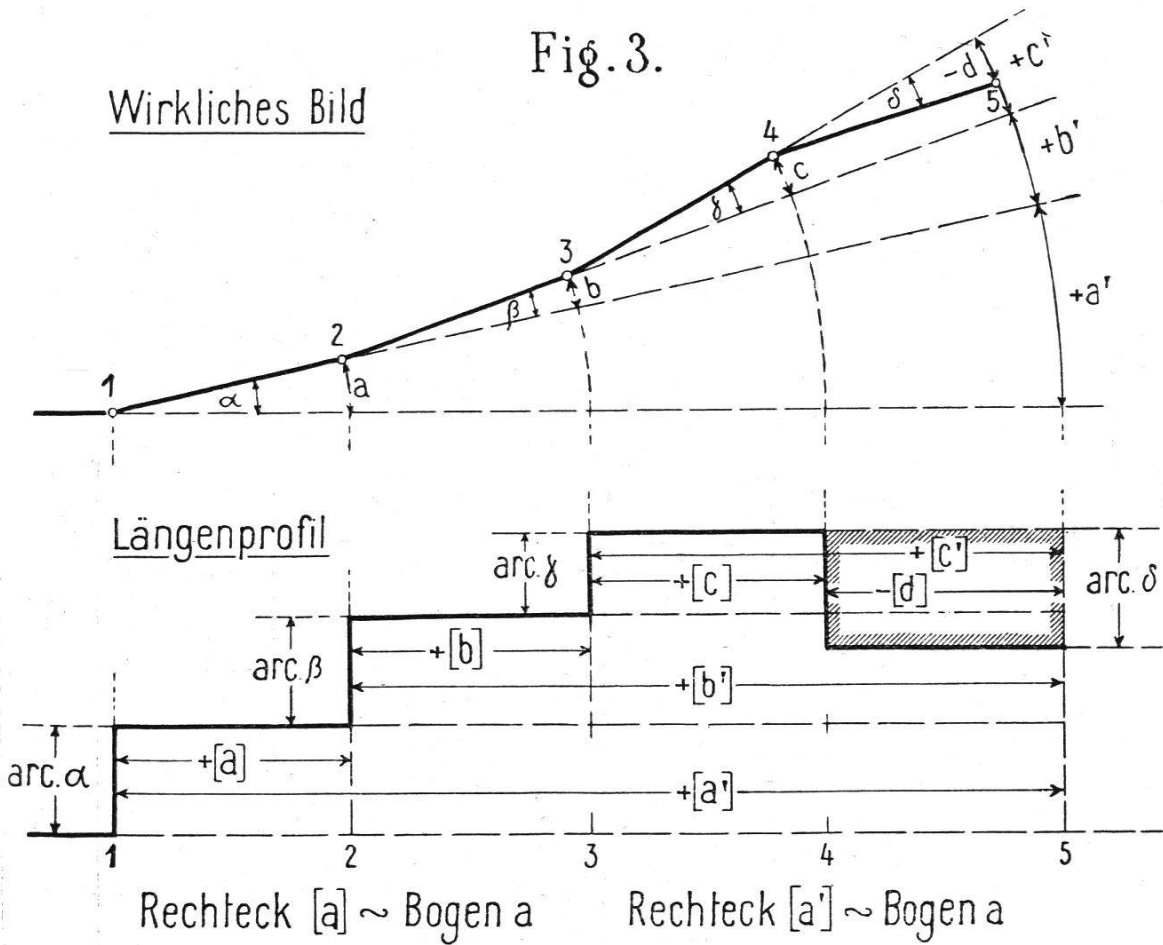 Fig. 3.
Wirkliches Bild
1
2
3
4
5
α
a
β
b
γ
c
δ
-d
+c'
+b'
+a'
Längenprofil
arc. α
arc. β
arc. γ
arc. δ
+[a]
+[b]
+[c]
-[d]
+[c']
+[b']
+[a']
1 2 3 4 5
Rechteck [a] ~ Bogen a Rechteck [a'] ~ Bogen a